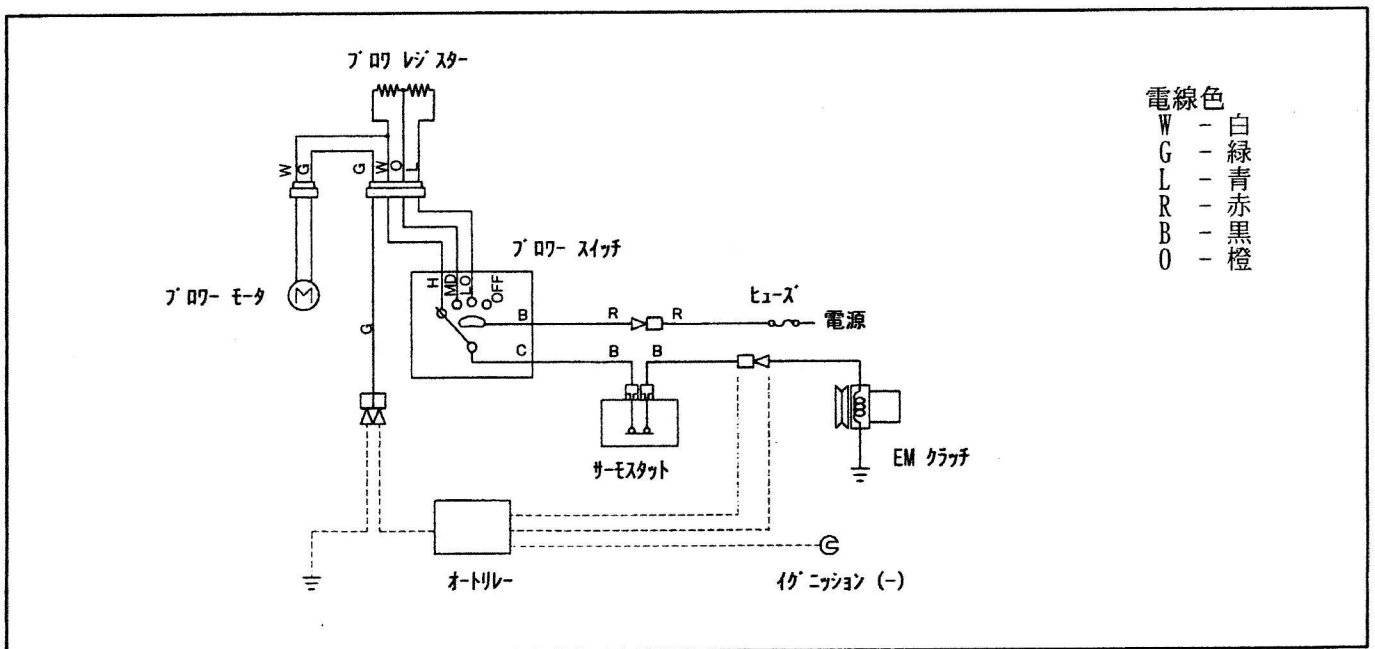 ブロワ レジスター
電線色
W - 白
G - 緑
L - 青
R - 赤
B - 黒
O - 橙
W
G
G
W
O
L
ブロワー スイッチ
H
MD
LO
OFF
ブロワー モータ
M
G
B
R
R
ヒューズ
電源
C
B
B
サーモスタット
EM クラッチ
オートリレー
イグニッション (-)